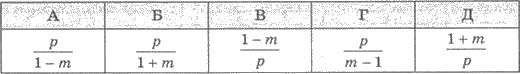 А Б В Г Д
p/(1 − m) p/(1 + m) (1 − m)/p p/(m − 1) (1 + m)/p